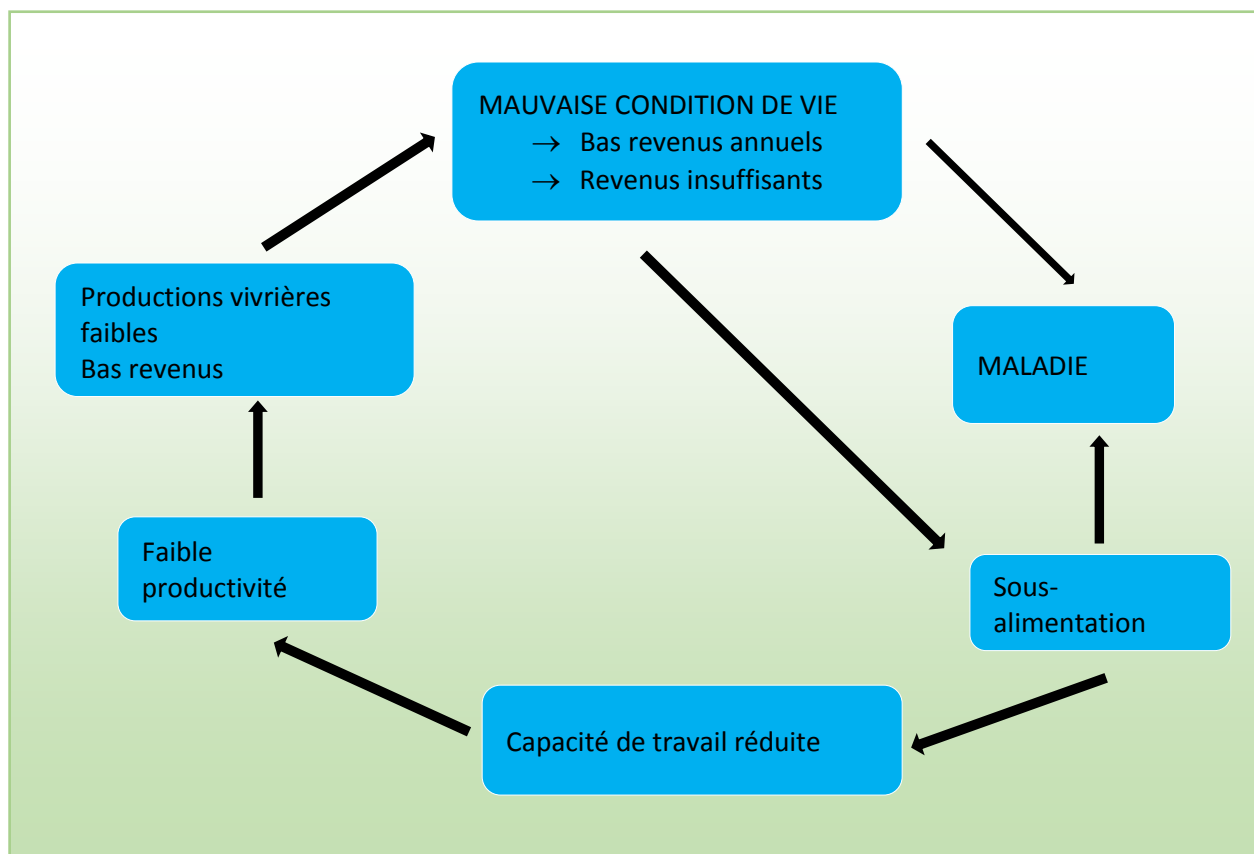 MAUVAISE CONDITION DE VIE
→ Bas revenus annuels
→ Revenus insuffisants
Productions vivrières
faibles
Bas revenus
MALADIE
Faible
productivité
Sous-
alimentation
Capacité de travail réduite